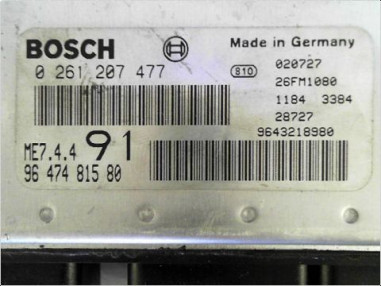 BOSCH
Made in Germany
0 261 207 477
810
020727
26FM1080
1184 3384
28727
9643218980
ME7.4.4 91
96 474 815 80